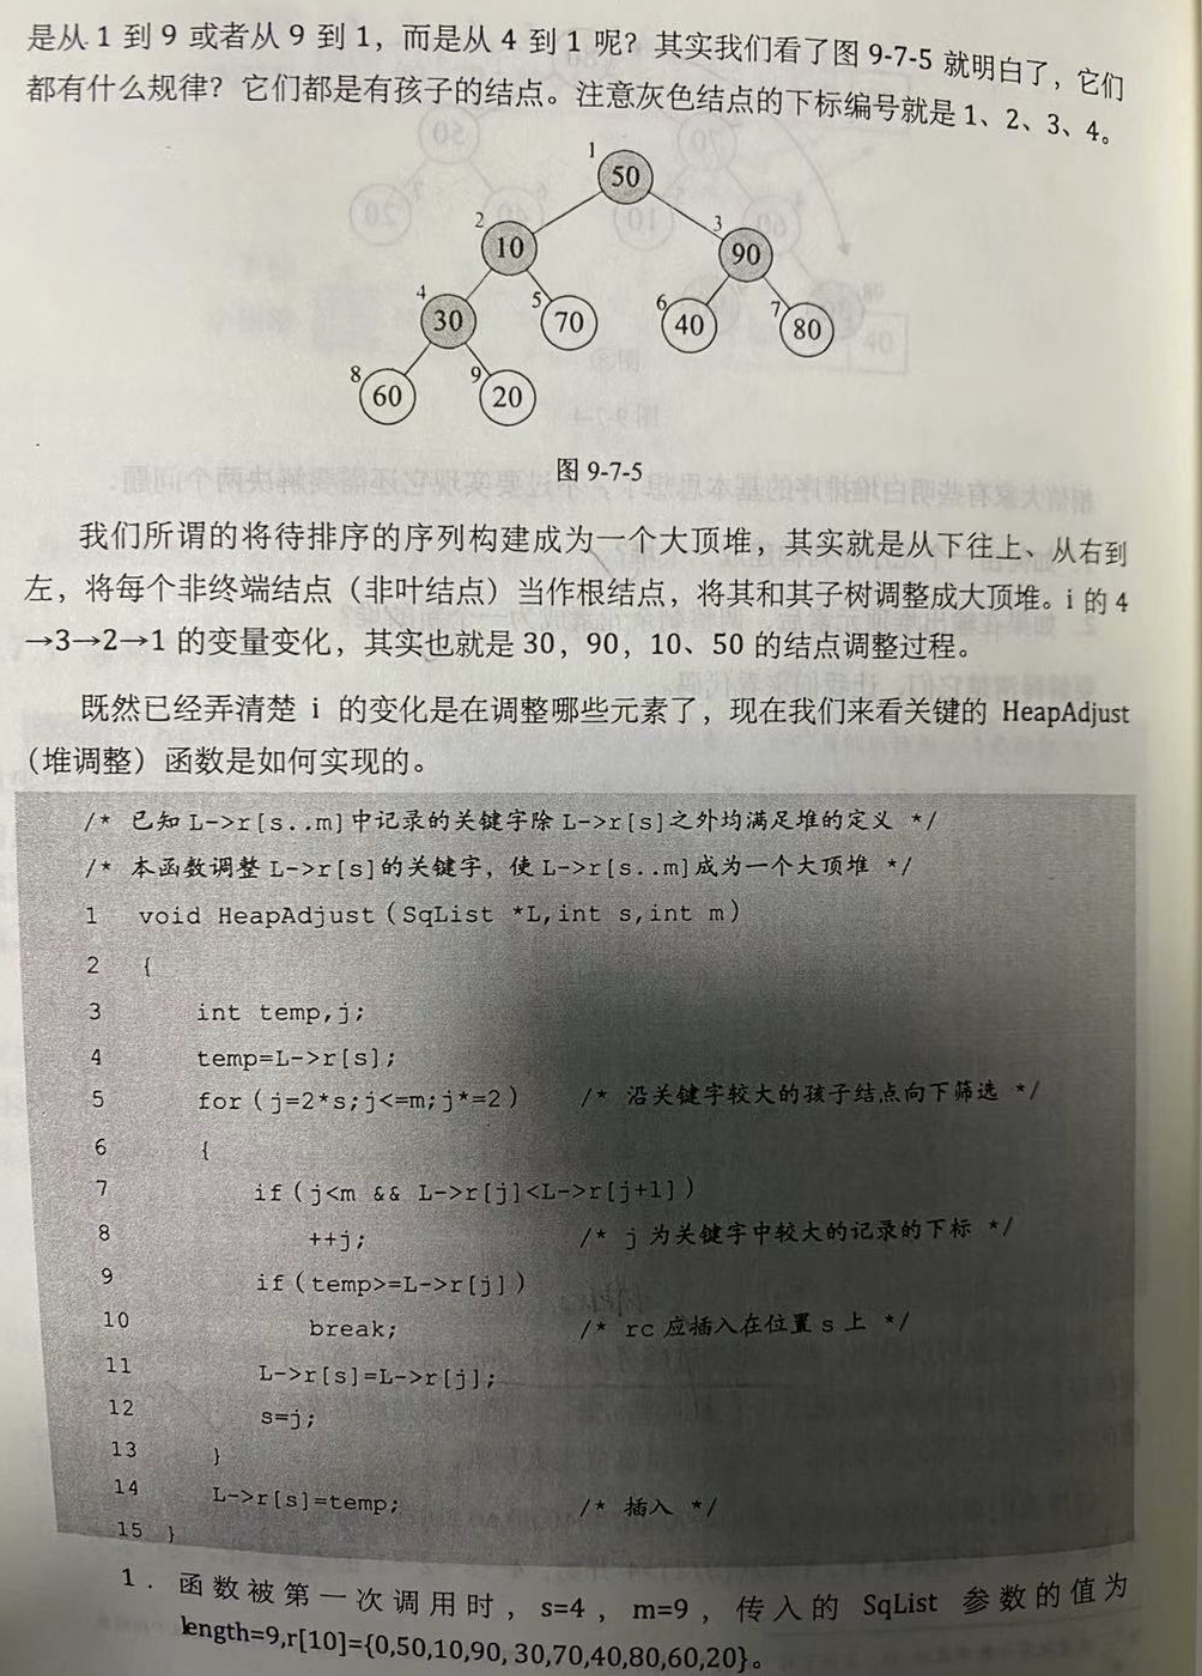 是从1到9或者从9到1，而是从4到1呢？其实我们看了图9-7-5就明白了，它们
都有什么规律？它们都是有孩子的结点。注意灰色结点的下标编号就是1、2、3、4。
1
50
2
10
3
90
4
30
5
70
6
40
7
80
8
60
9
20
图 9-7-5
我们所谓的将待排序的序列构建成为一个大顶堆，其实就是从下往上、从右到
左，将每个非终端结点（非叶结点）当作根结点，将其和其子树调整成大顶堆。i的4
→3→2→1的变量变化，其实也就是30，90，10、50的结点调整过程。
既然已经弄清楚 i 的变化是在调整哪些元素了，现在我们来看关键的 HeapAdjust
（堆调整）函数是如何实现的。
/* 已知L->r[s..m]中记录的关键字除L->r[s]之外均满足堆的定义 */
/* 本函数调整L->r[s]的关键字，使L->r[s..m]成为一个大顶堆 */
1 void HeapAdjust(SqList *L,int s,int m)
2 {
3 int temp,j;
4 temp=L->r[s];
5 for(j=2*s;j<=m;j*=2) /* 沿关键字较大的孩子结点向下筛选 */
6 {
7 if(j<m && L->r[j]<L->r[j+1])
8 ++j; /* j为关键字中较大的记录的下标 */
9 if(temp>=L->r[j])
10 break; /* rc应插入在位置s上 */
11 L->r[s]=L->r[j];
12 s=j;
13 }
14 L->r[s]=temp; /* 插入 */
15 }
1．函数被第一次调用时，s=4，m=9，传入的 SqList 参数的值为
length=9,r[10]={0,50,10,90,30,70,40,80,60,20}。